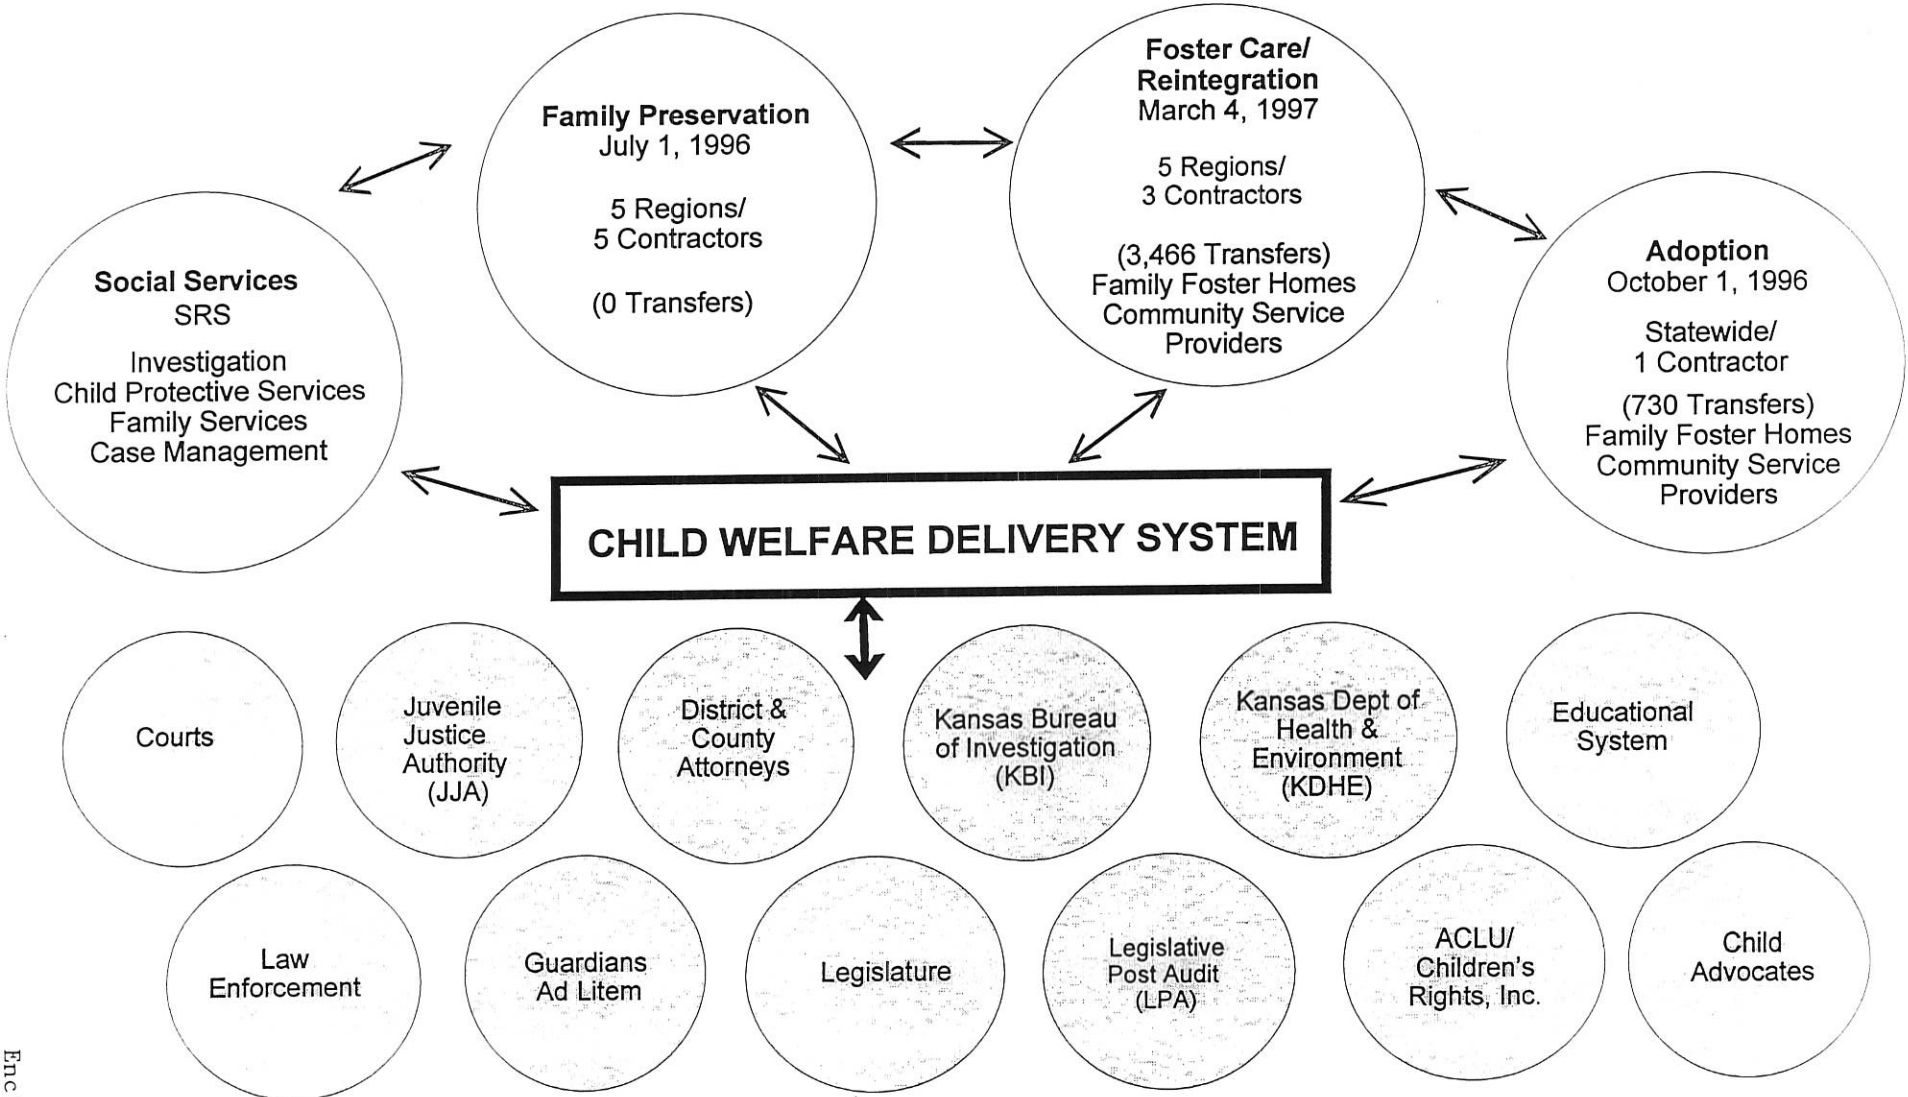 Social Services
SRS
Investigation
Child Protective Services
Family Services
Case Management
Family Preservation
July 1, 1996
5 Regions/
5 Contractors
(0 Transfers)
Foster Care/
Reintegration
March 4, 1997
5 Regions/
3 Contractors
(3,466 Transfers)
Family Foster Homes
Community Service
Providers
Adoption
October 1, 1996
Statewide/
1 Contractor
(730 Transfers)
Family Foster Homes
Community Service
Providers
CHILD WELFARE DELIVERY SYSTEM
Courts
Juvenile
Justice
Authority
(JJA)
District &
County
Attorneys
Kansas Bureau
of Investigation
(KBI)
Kansas Dept of
Health &
Environment
(KDHE)
Educational
System
Law
Enforcement
Guardians
Ad Litem
Legislature
Legislative
Post Audit
(LPA)
ACLU/
Children's
Rights, Inc.
Child
Advocates
Enc